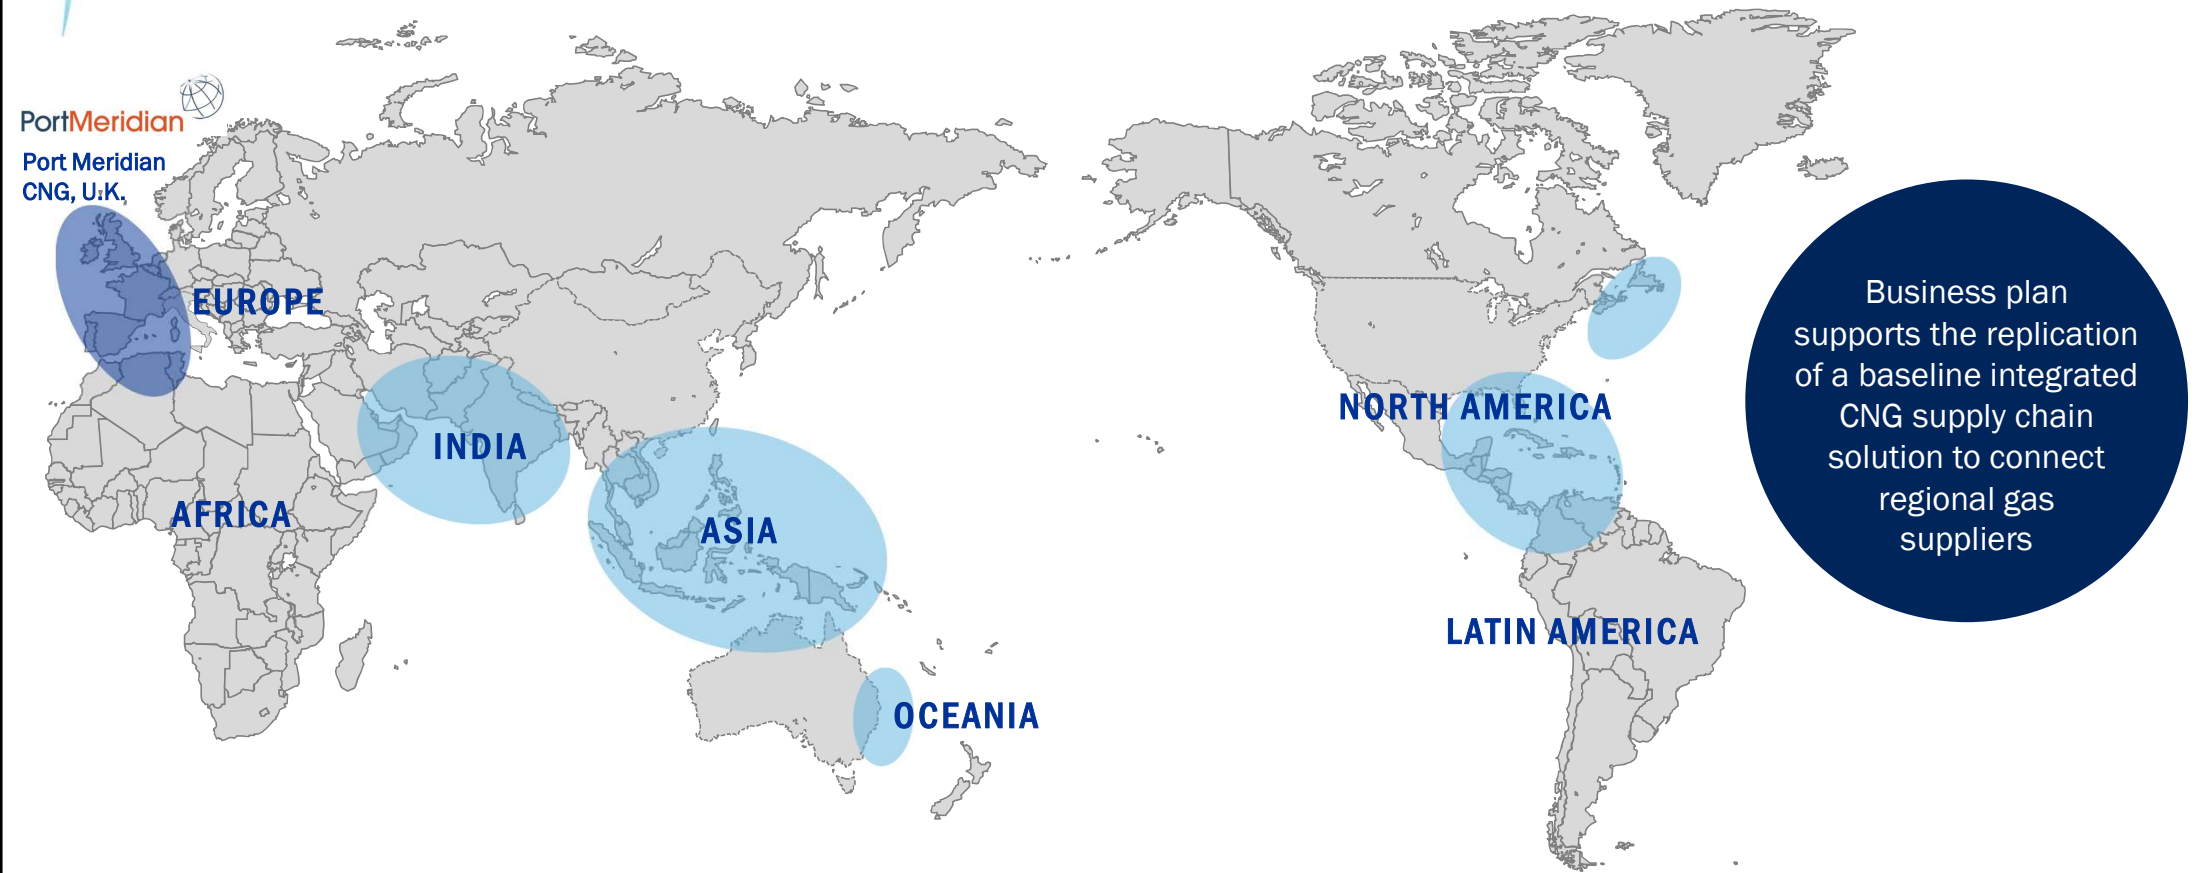 PortMeridian
Port Meridian
CNG, U.K.
EUROPE
INDIA
AFRICA
ASIA
OCEANIA
NORTH AMERICA
LATIN AMERICA
Business plan
supports the replication
of a baseline integrated
CNG supply chain
solution to connect
regional gas
suppliers